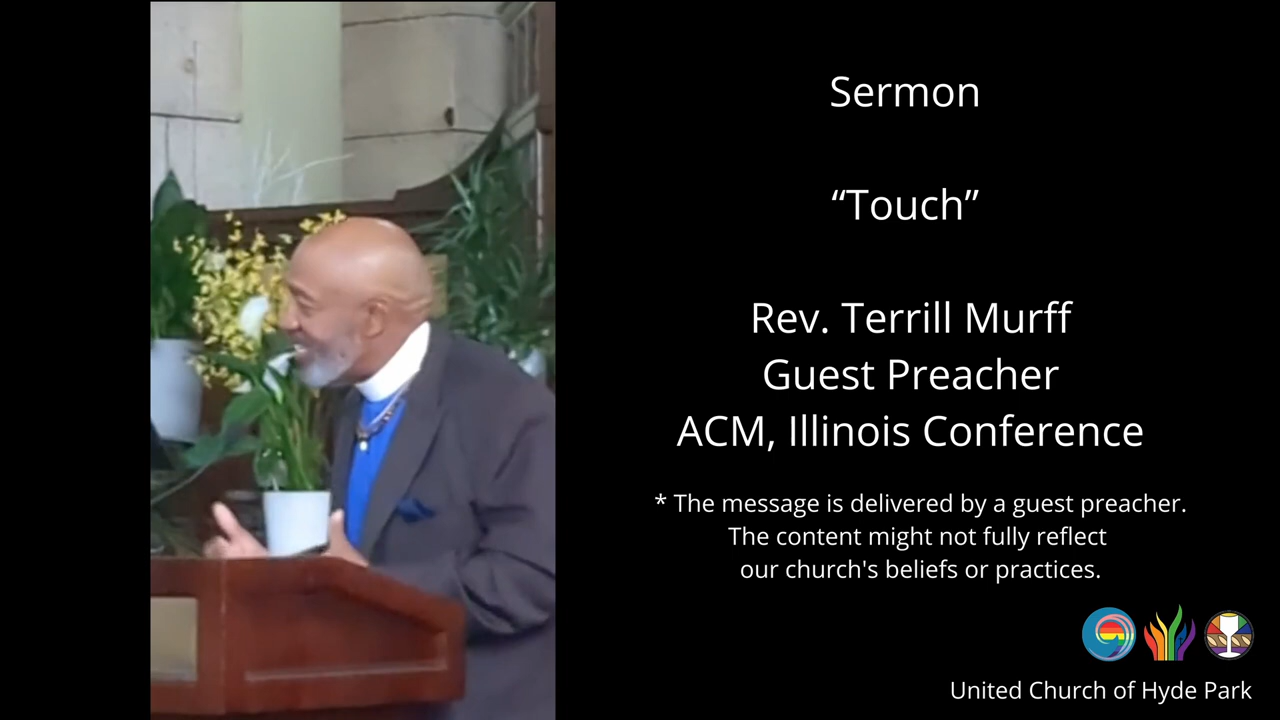 Sermon
“Touch”
Rev. Terrill Murff
Guest Preacher
ACM, Illinois Conference
* The message is delivered by a guest preacher.
The content might not fully reflect
our church's beliefs or practices.
United Church of Hyde Park